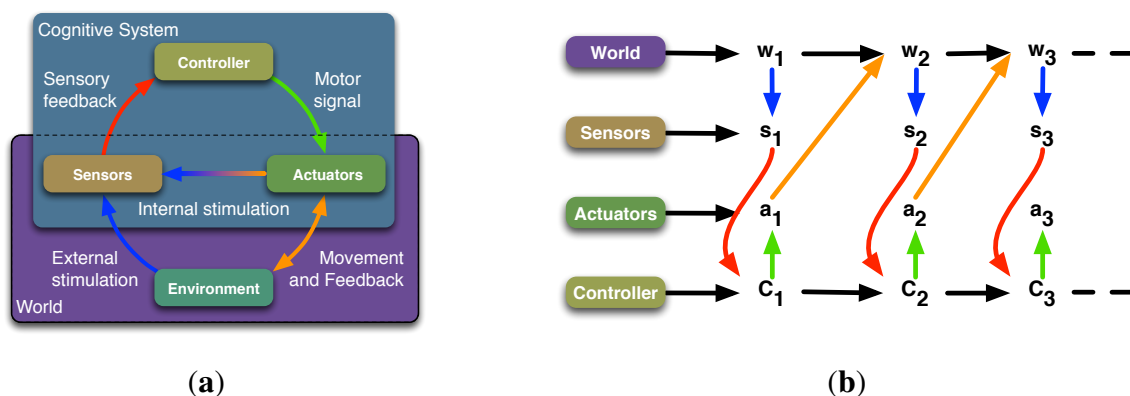 Cognitive System
Controller
Sensory
feedback
Motor
signal
Sensors
Actuators
Internal stimulation
External
stimulation
Movement
and Feedback
Environment
World
(a)
World
w1
w2
w3
Sensors
s1
s2
s3
Actuators
a1
a2
a3
Controller
C1
C2
C3
(b)